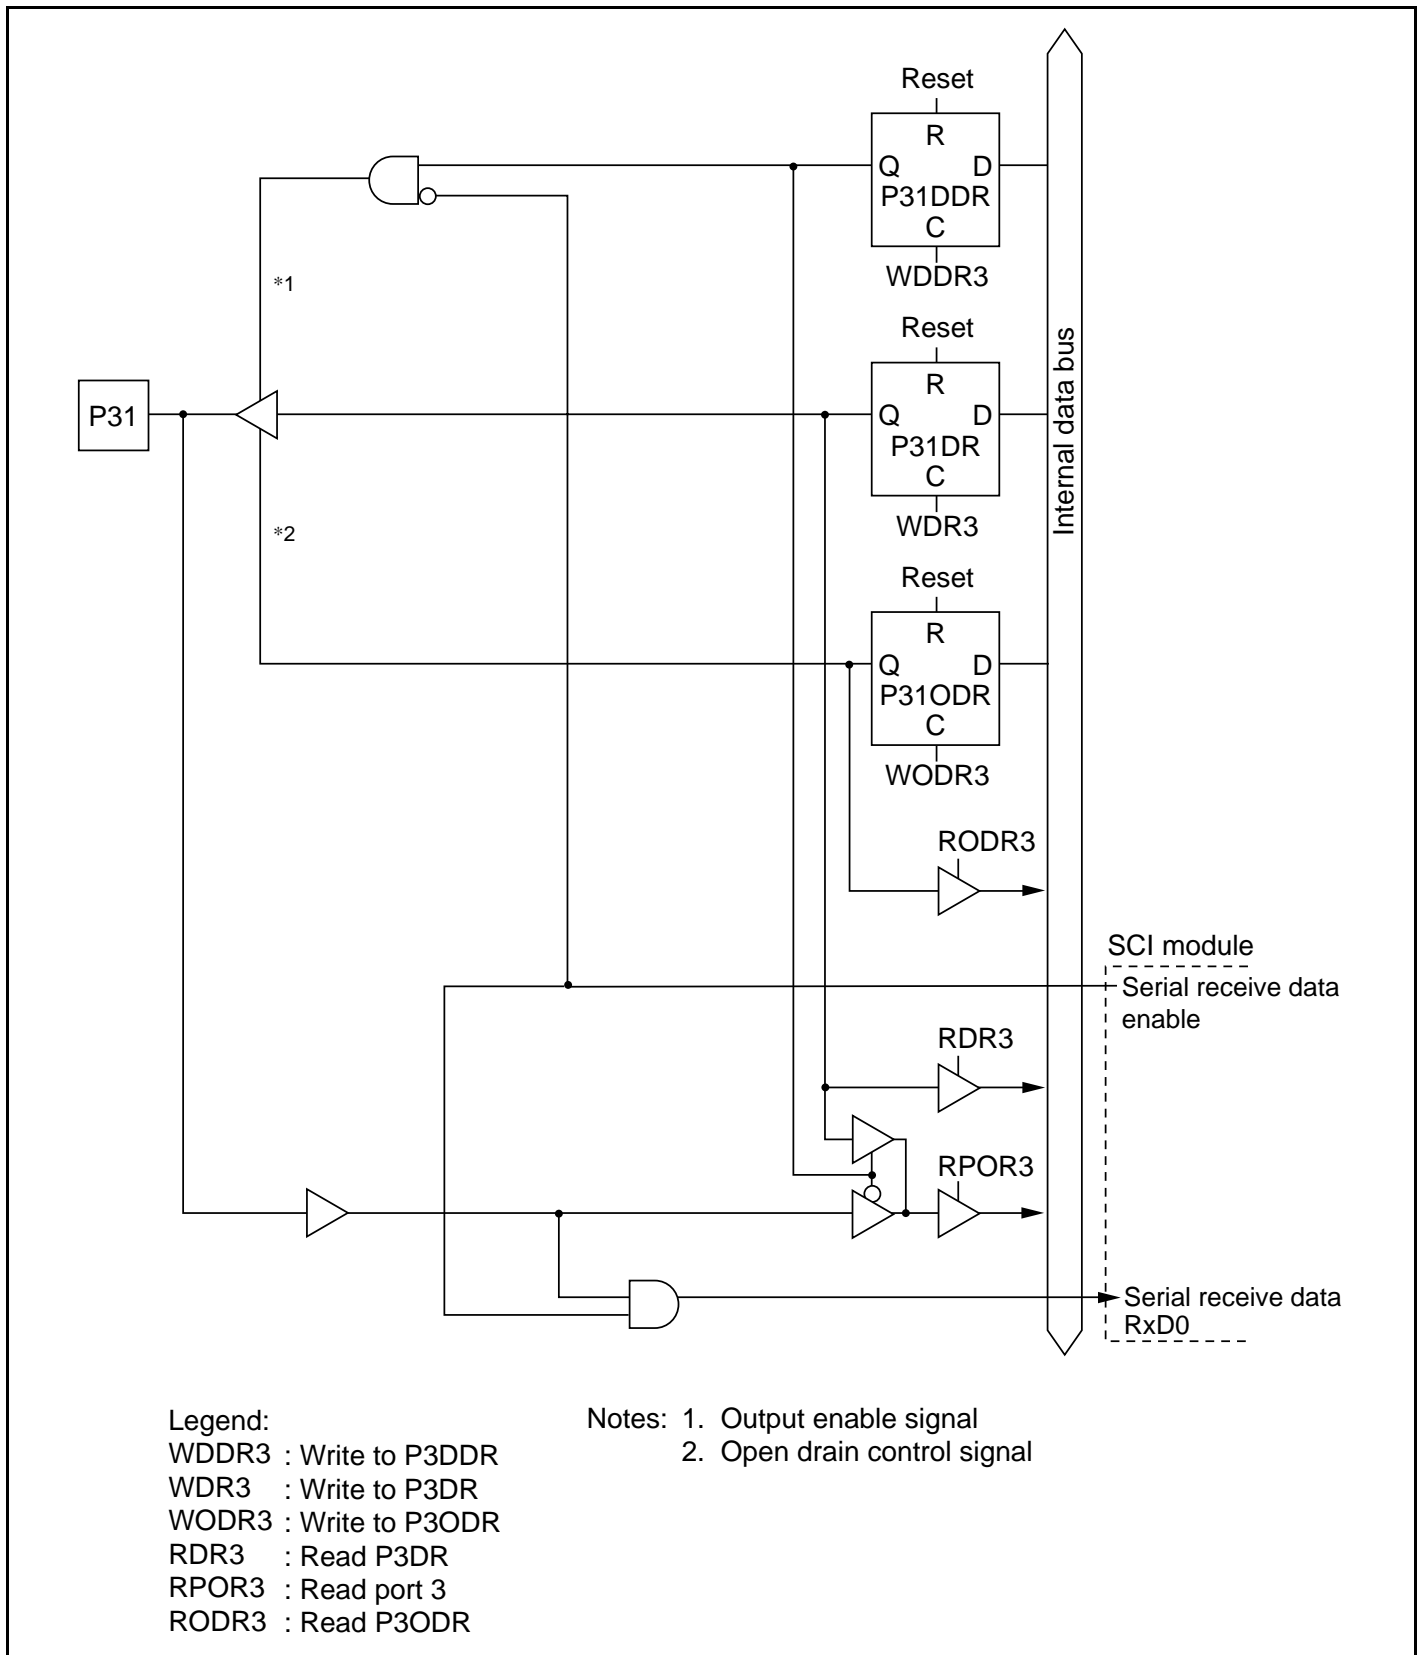 Reset
R
Q D
P31DDR
C
WDDR3
*1
Reset
R
P31
Q D
P31DR
C
WDR3
Internal data bus
*2
Reset
R
Q D
P31ODR
C
WODR3
RODR3
SCI module
Serial receive data
enable
RDR3
RPOR3
Serial receive data
RxD0
Legend:
WDDR3 : Write to P3DDR
WDR3 : Write to P3DR
WODR3 : Write to P3ODR
RDR3 : Read P3DR
RPOR3 : Read port 3
RODR3 : Read P3ODR
Notes: 1. Output enable signal
2. Open drain control signal